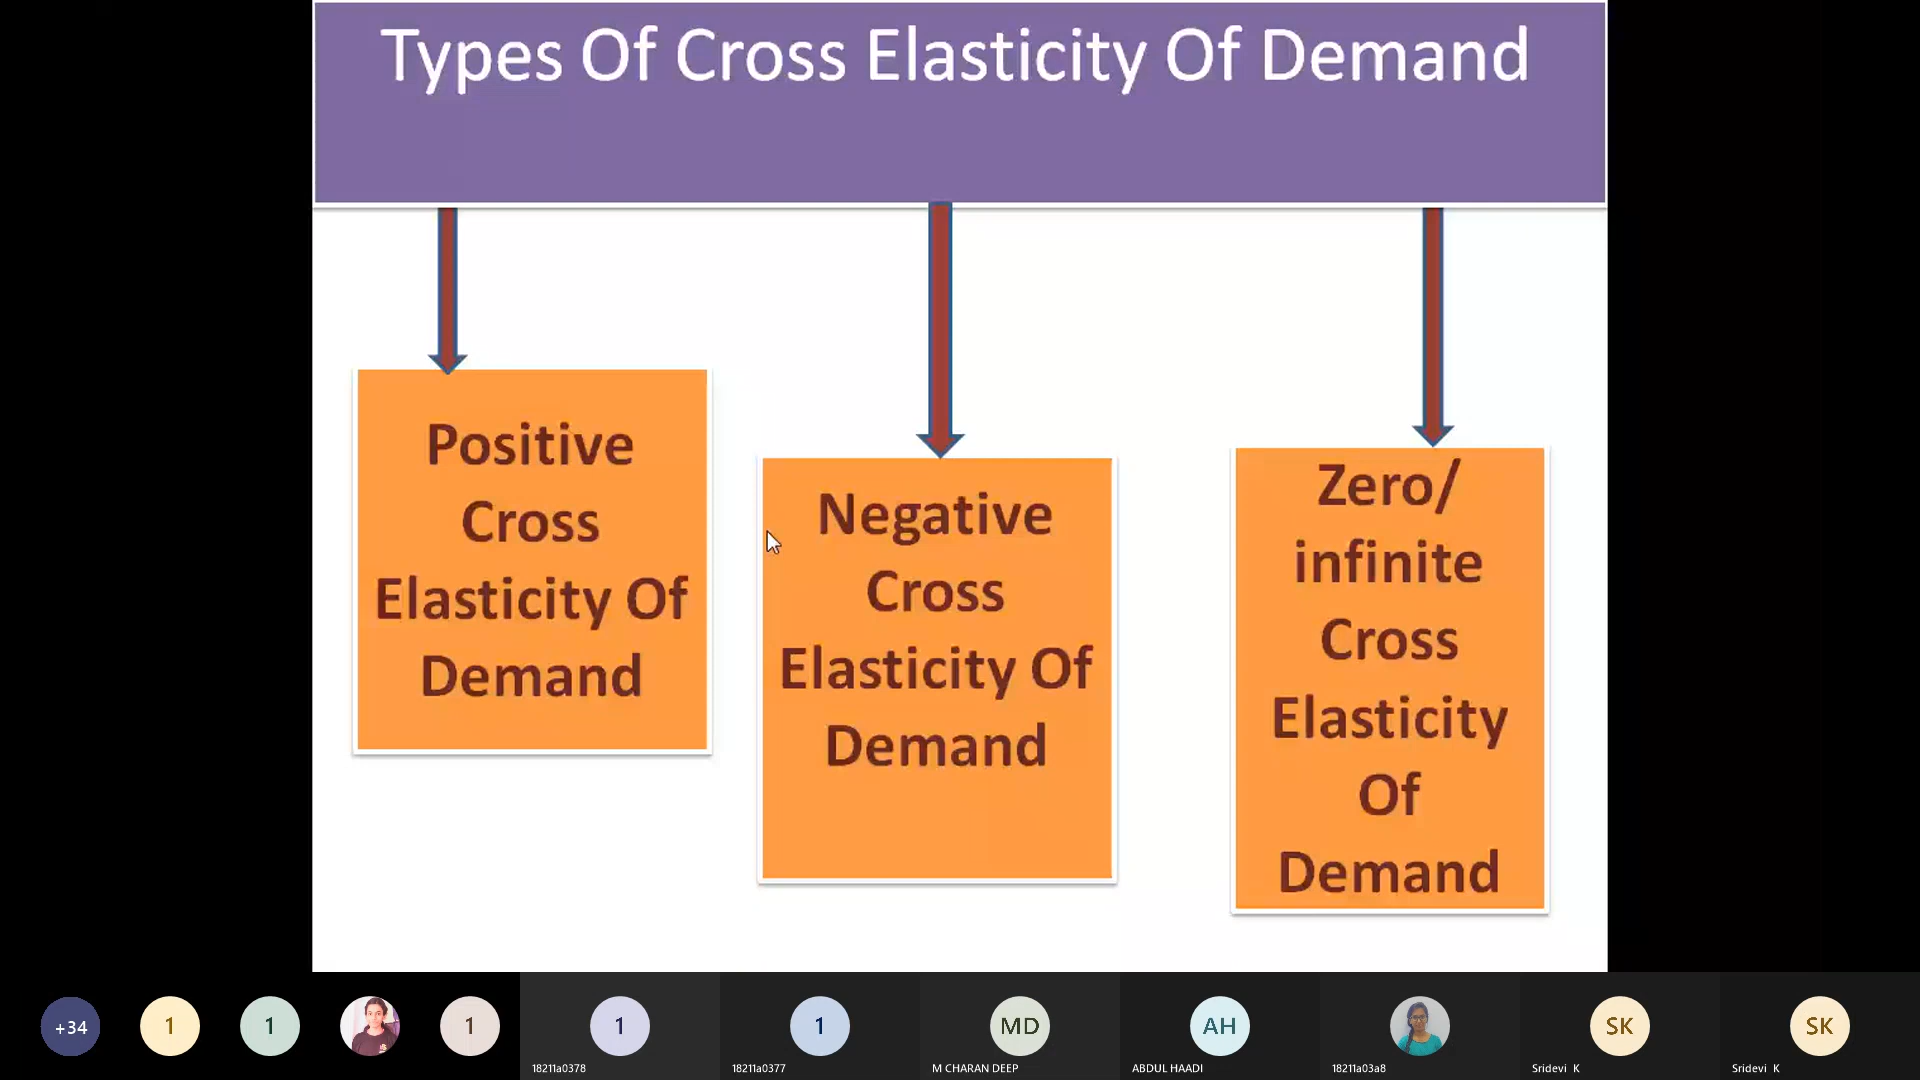 Types Of Cross Elasticity Of Demand
Positive
Cross
Elasticity Of
Demand
Negative
Cross
Elasticity Of
Demand
Zero/
infinite
Cross
Elasticity
Of
Demand
+34
1
1
1
1
1
MD
AH
SK
SK
18211a0378
18211a0377
M CHARAN DEEP
ABDUL HAADI
18211a03a8
Sridevi K
Sridevi K